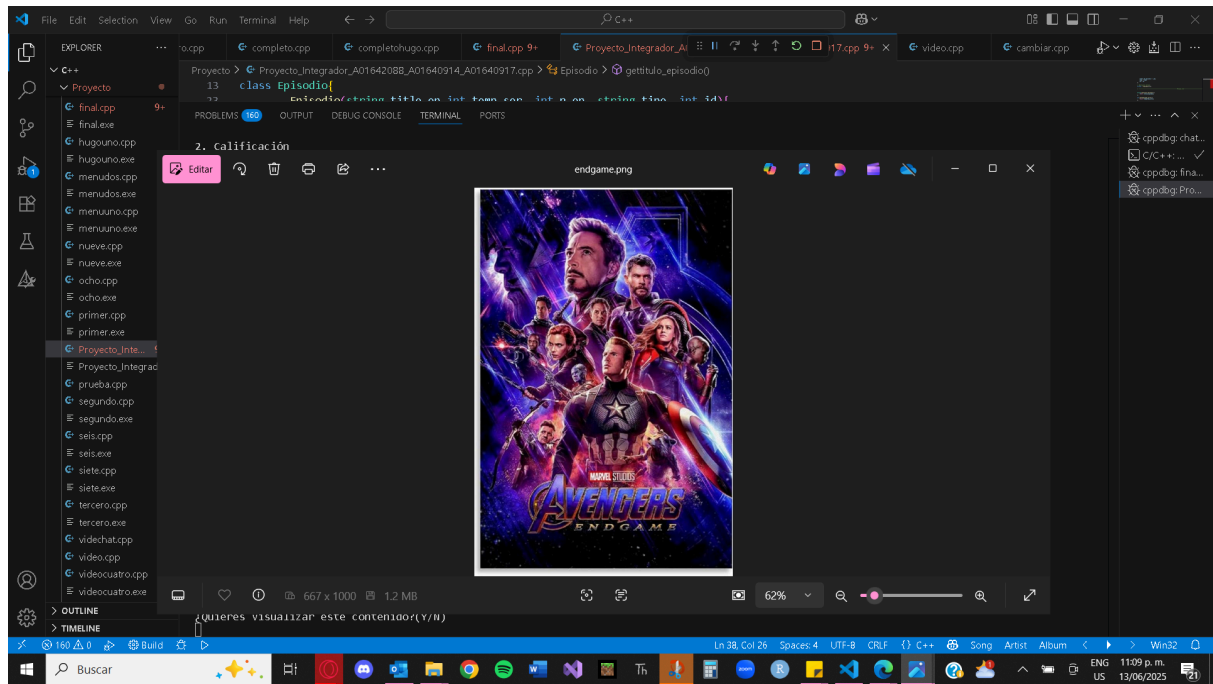 File Edit Selection View Go Run Terminal Help
C++
EXPLORER
C++
Proyecto
final.cpp 9+
final.exe
hugouno.cpp
hugouno.exe
menudos.cpp
menudos.exe
menuuno.cpp
menuuno.exe
nueve.cpp
nueve.exe
ocho.cpp
ocho.exe
primer.cpp
primer.exe
Proyecto_Inte...
Proyecto_Integrad
prueba.cpp
segundo.cpp
segundo.exe
seis.cpp
seis.exe
siete.cpp
siete.exe
tercero.cpp
tercero.exe
videchat.cpp
video.cpp
videocuatro.cpp
videocuatro.exe
OUTLINE
TIMELINE
o.cpp completo.cpp completohugo.cpp final.cpp 9+ Proyecto_Integrador_A 17.cpp 9+ video.cpp cambiar.cpp
Proyecto > Proyecto_Integrador_A01642088_A01640914_A01640917.cpp > Episodio > gettitulo_episodio()
13 class Episodio{
PROBLEMS 160 OUTPUT DEBUG CONSOLE TERMINAL PORTS
2. Calificación
cppdbg: chat...
C/C++: ...
cppdbg: fina...
cppdbg: Pro...
Editar
endgame.png
MARVEL STUDIOS
AVENGERS
ENDGAME
667 x 1000 1.2 MB
62%
¿Quieres visualizar este contenido?(Y/N)
160 0 Build
Ln 38, Col 26 Spaces: 4 UTF-8 CRLF {} C++ Song Artist Album Win32
Buscar
zoom
R
Th
ENG
US
11:09 p. m.
13/06/2025
21